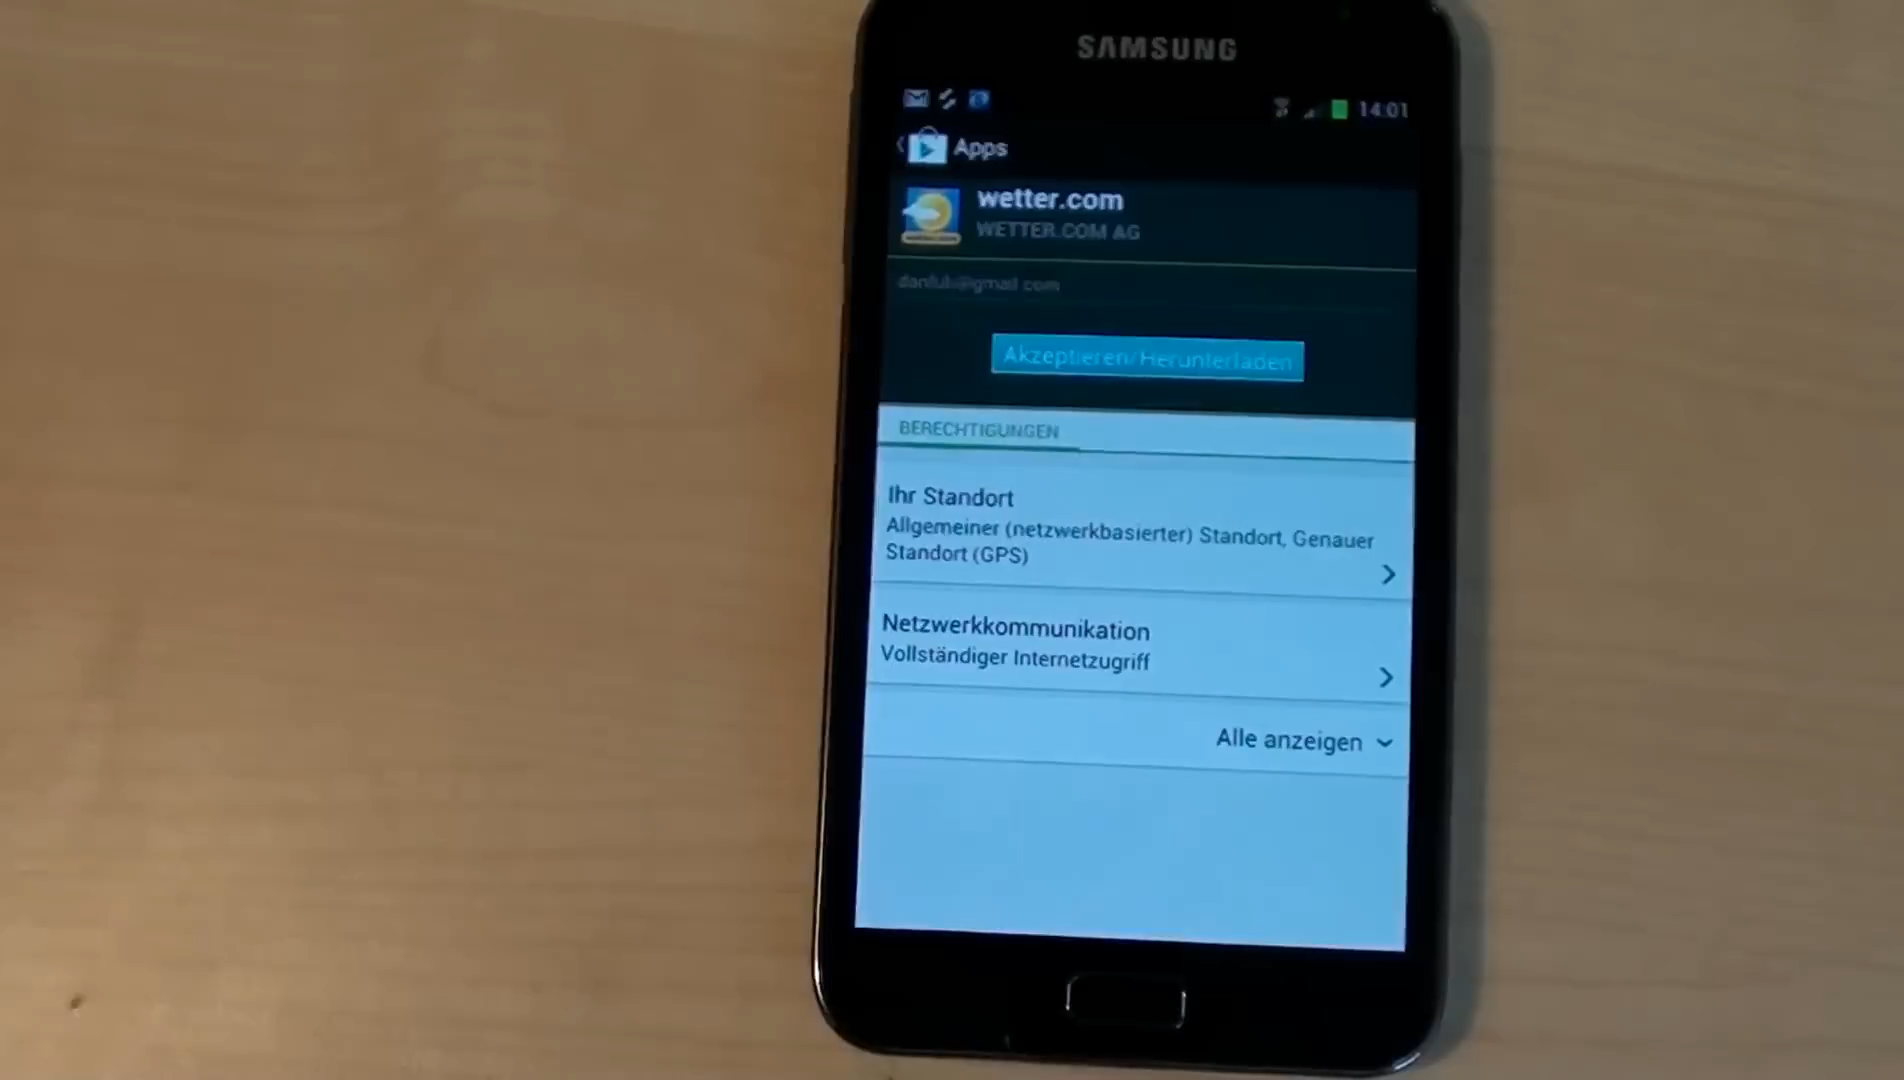 SAMSUNG
14:01
Apps
wetter.com
WETTER.COM AG
Akzeptieren/Herunterladen
BERECHTIGUNGEN
Ihr Standort
Allgemeiner (netzwerkbasierter) Standort, Genauer
Standort (GPS)
Netzwerkkommunikation
Vollständiger Internetzugriff
Alle anzeigen